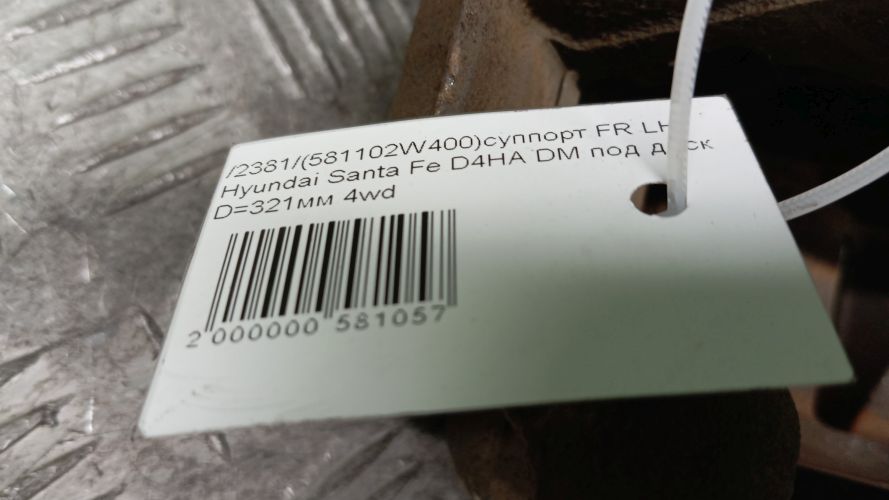 /2381/(581102W400)суппорт FR LH
Hyundai Santa Fe D4HA DM под диск
D=321мм 4wd
2 000000 581057